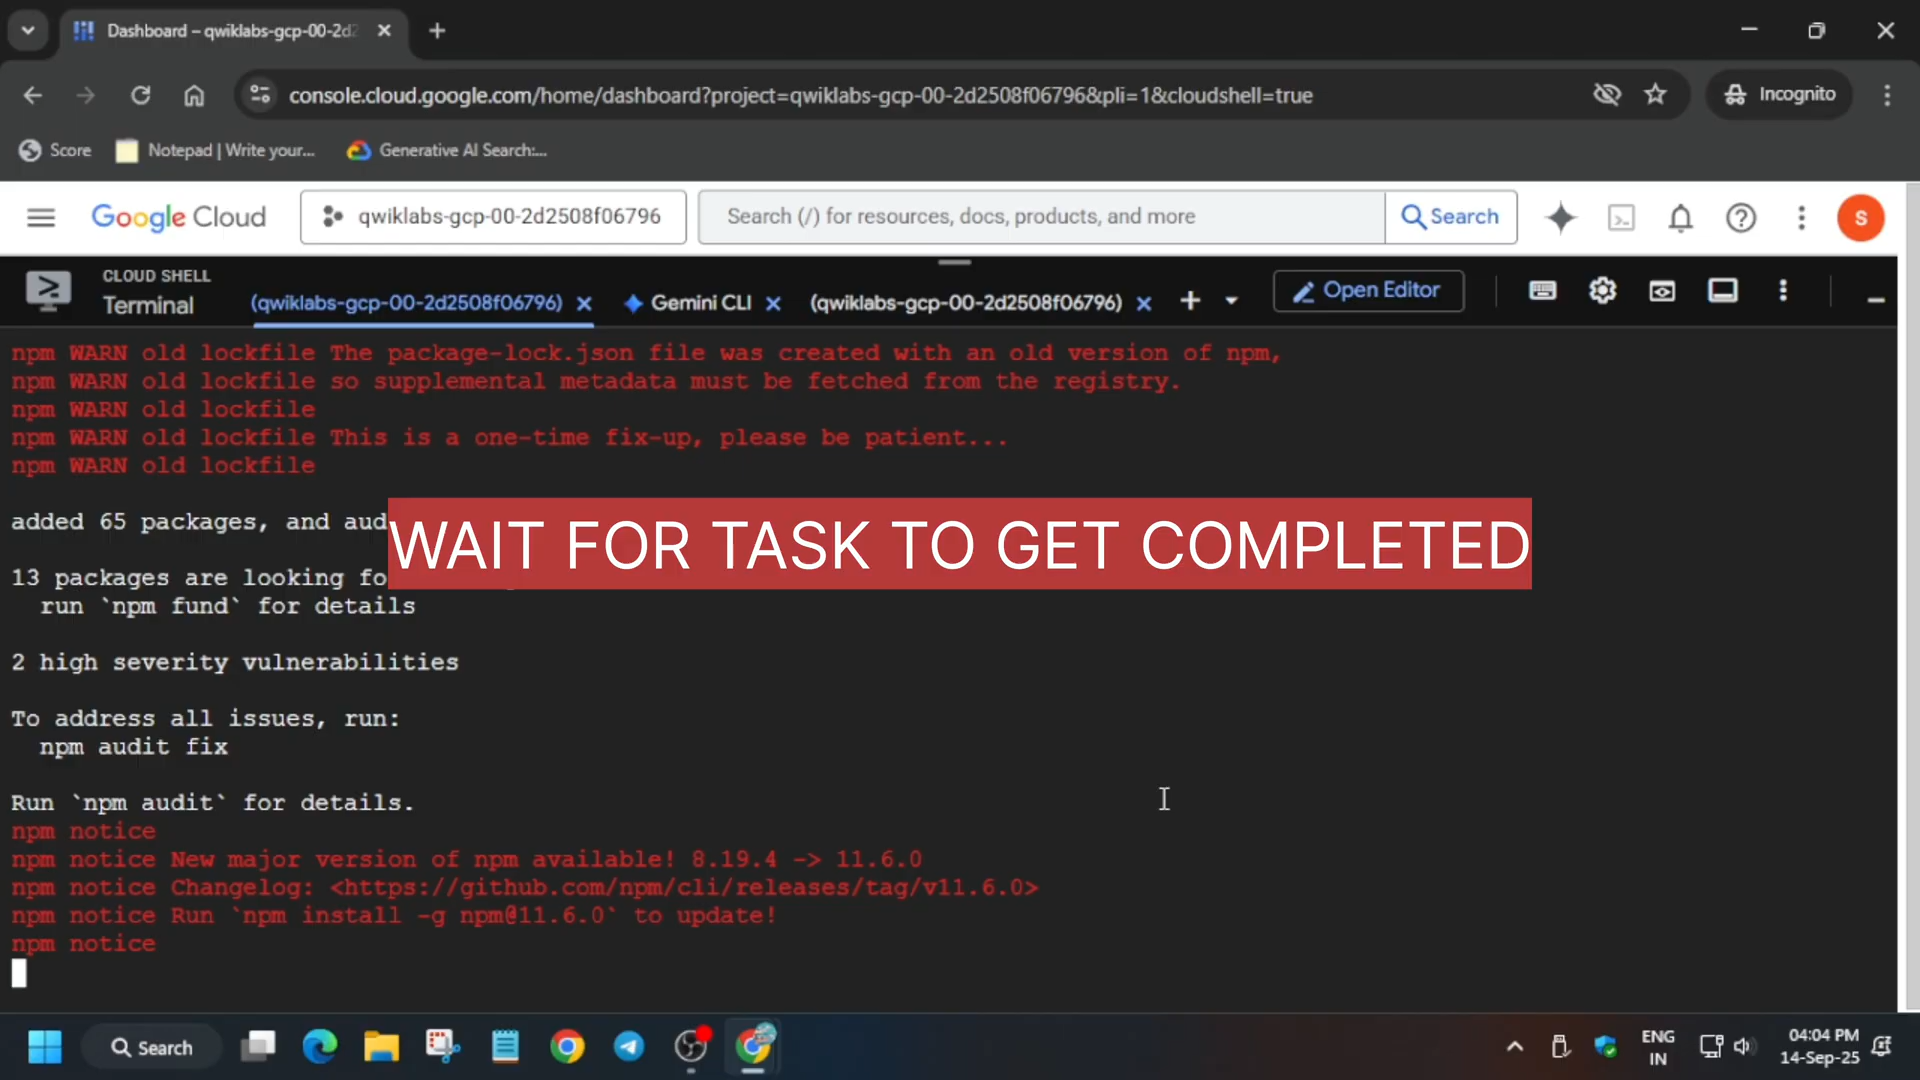 Dashboard – qwiklabs-gcp-00-2d2
console.cloud.google.com/home/dashboard?project=qwiklabs-gcp-00-2d2508f06796&pli=1&cloudshell=true
Incognito
Score
Notepad | Write your...
Generative AI Search:...
Google Cloud
qwiklabs-gcp-00-2d2508f06796
Search (/) for resources, docs, products, and more
Search
S
CLOUD SHELL
Terminal
(qwiklabs-gcp-00-2d2508f06796)
Gemini CLI
(qwiklabs-gcp-00-2d2508f06796)
Open Editor
npm WARN old lockfile The package-lock.json file was created with an old version of npm,
npm WARN old lockfile so supplemental metadata must be fetched from the registry.
npm WARN old lockfile
npm WARN old lockfile This is a one-time fix-up, please be patient...
npm WARN old lockfile
added 65 packages, and aud
WAIT FOR TASK TO GET COMPLETED
13 packages are looking fo
run `npm fund` for details
2 high severity vulnerabilities
To address all issues, run:
npm audit fix
Run `npm audit` for details.
npm notice
npm notice New major version of npm available! 8.19.4 -> 11.6.0
npm notice Changelog: <https://github.com/npm/cli/releases/tag/v11.6.0>
npm notice Run `npm install -g npm@11.6.0` to update!
npm notice
Search
ENG
IN
04:04 PM
14-Sep-25